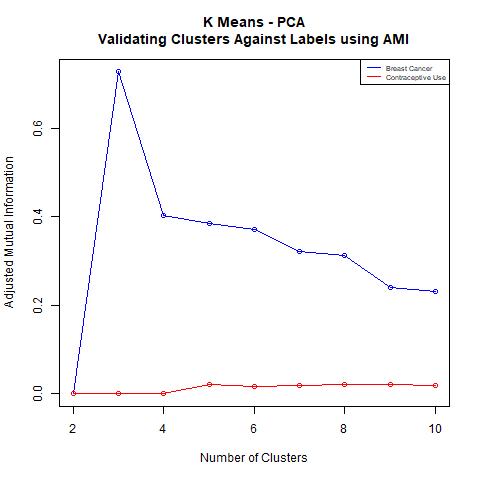 K Means - PCA
Validating Clusters Against Labels using AMI
Breast Cancer
Contraceptive Use
Adjusted Mutual Information
0.6
0.4
0.2
0.0
2 4 6 8 10
Number of Clusters